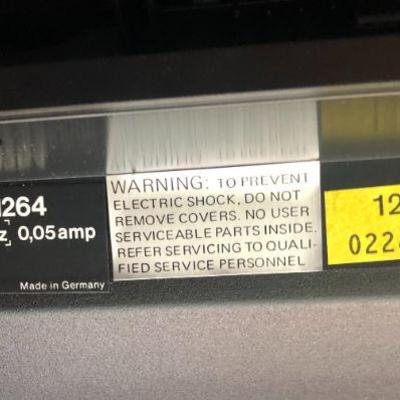 1264
z 0,05amp
Made in Germany
WARNING: TO PREVENT
ELECTRIC SHOCK, DO NOT
REMOVE COVERS. NO USER
SERVICEABLE PARTS INSIDE.
REFER SERVICING TO QUALI-
FIED SERVICE PERSONNEL
12
022